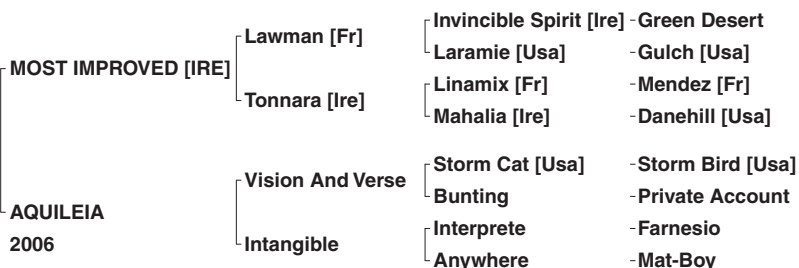 Invincible Spirit [Ire] - Green Desert
Lawman [Fr]
Laramie [Usa] - Gulch [Usa]
MOST IMPROVED [IRE]
Linamix [Fr] - Mendez [Fr]
Tonnara [Ire]
Mahalia [Ire] - Danehill [Usa]
Storm Cat [Usa] - Storm Bird [Usa]
Vision And Verse
Bunting - Private Account
AQUILEIA
Interprete - Farnesio
2006
Intangible
Anywhere - Mat-Boy